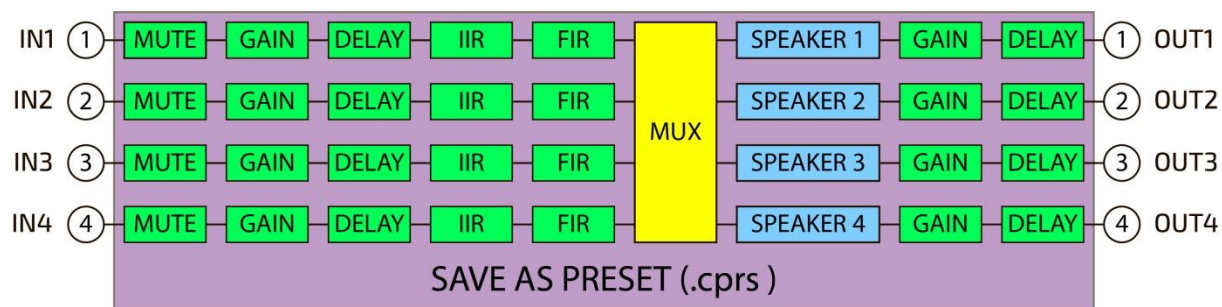 IN1 1 MUTE GAIN DELAY IIR FIR SPEAKER 1 GAIN DELAY 1 OUT1
IN2 2 MUTE GAIN DELAY IIR FIR SPEAKER 2 GAIN DELAY 2 OUT2
MUX
IN3 3 MUTE GAIN DELAY IIR FIR SPEAKER 3 GAIN DELAY 3 OUT3
IN4 4 MUTE GAIN DELAY IIR FIR SPEAKER 4 GAIN DELAY 4 OUT4
SAVE AS PRESET (.cprs )